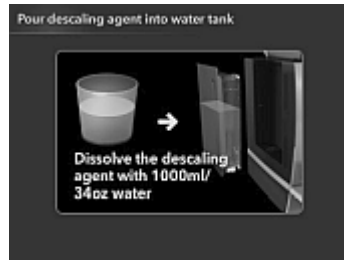 Pour descaling agent into water tank
Dissolve the descaling
agent with 1000ml/
34oz water